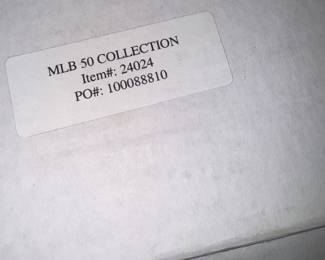 MLB 50 COLLECTION
Item#: 24024
PO#: 100088810